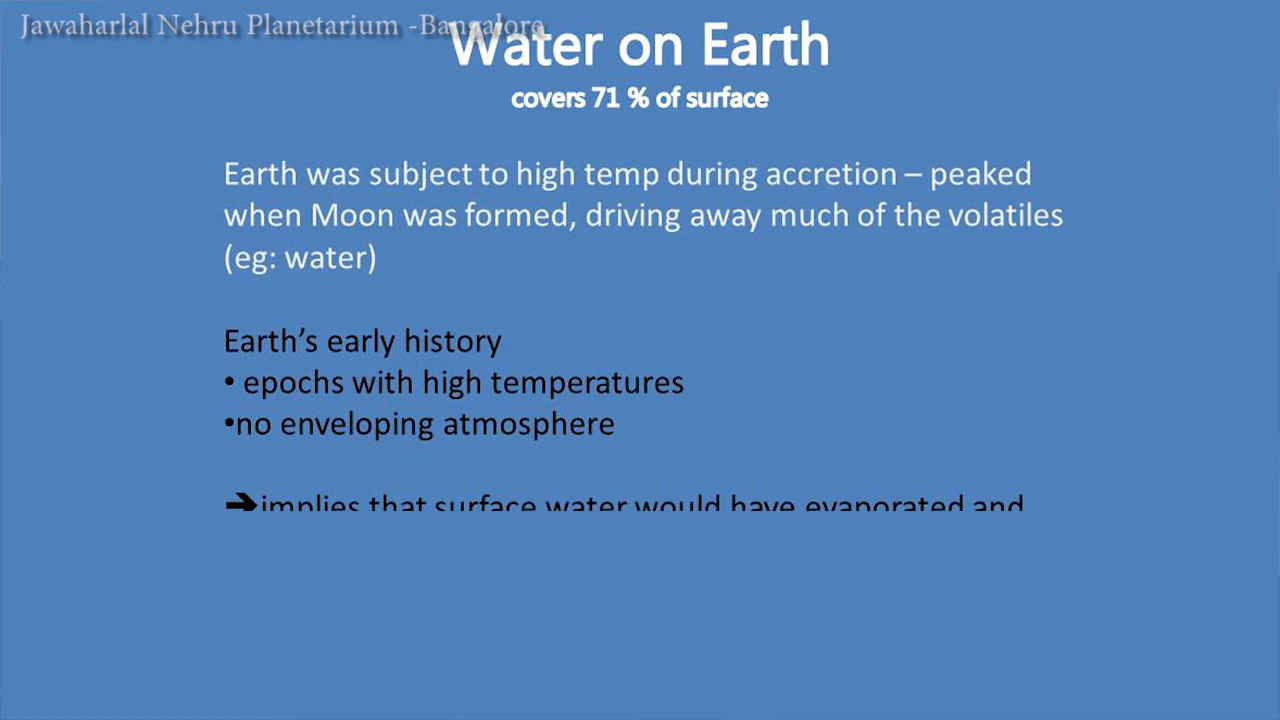 Jawaharlal Nehru Planetarium -Bangalore
Water on Earth
covers 71 % of surface
Earth was subject to high temp during accretion – peaked
when Moon was formed, driving away much of the volatiles
(eg: water)
Earth’s early history
• epochs with high temperatures
•no enveloping atmosphere
➔implies that surface water would have evaporated and